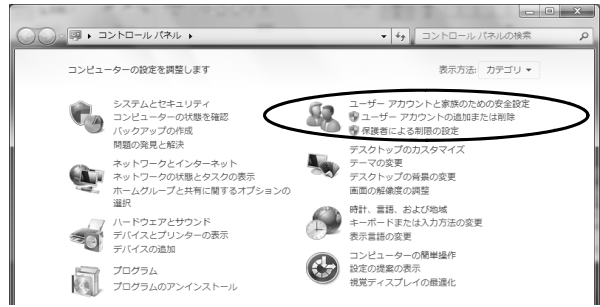 コントロール パネル
コントロール パネルの検索
コンピューターの設定を調整します
表示方法: カテゴリ
システムとセキュリティ
コンピューターの状態を確認
バックアップの作成
問題の発見と解決
ネットワークとインターネット
ネットワークの状態とタスクの表示
ホームグループと共有に関するオプションの
選択
ハードウェアとサウンド
デバイスとプリンターの表示
デバイスの追加
プログラム
プログラムのアンインストール
ユーザー アカウントと家族のための安全設定
ユーザー アカウントの追加または削除
保護者による制限の設定
デスクトップのカスタマイズ
テーマの変更
デスクトップの背景の変更
画面の解像度の調整
時計、言語、および地域
キーボードまたは入力方法の変更
表示言語の変更
コンピューターの簡単操作
設定の提案の表示
視覚ディスプレイの最適化